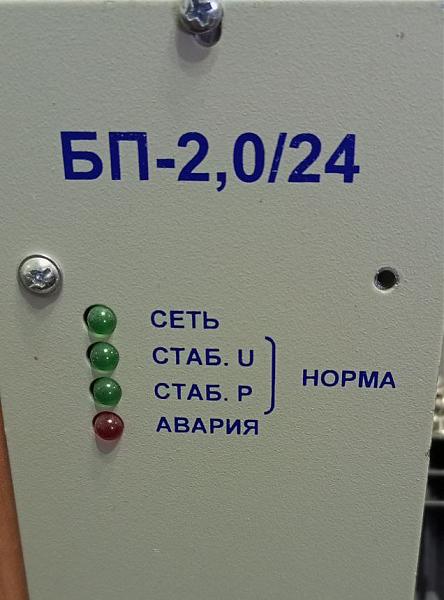 БП-2,0/24
СЕТЬ
СТАБ. U
СТАБ. P
НОРМА
АВАРИЯ